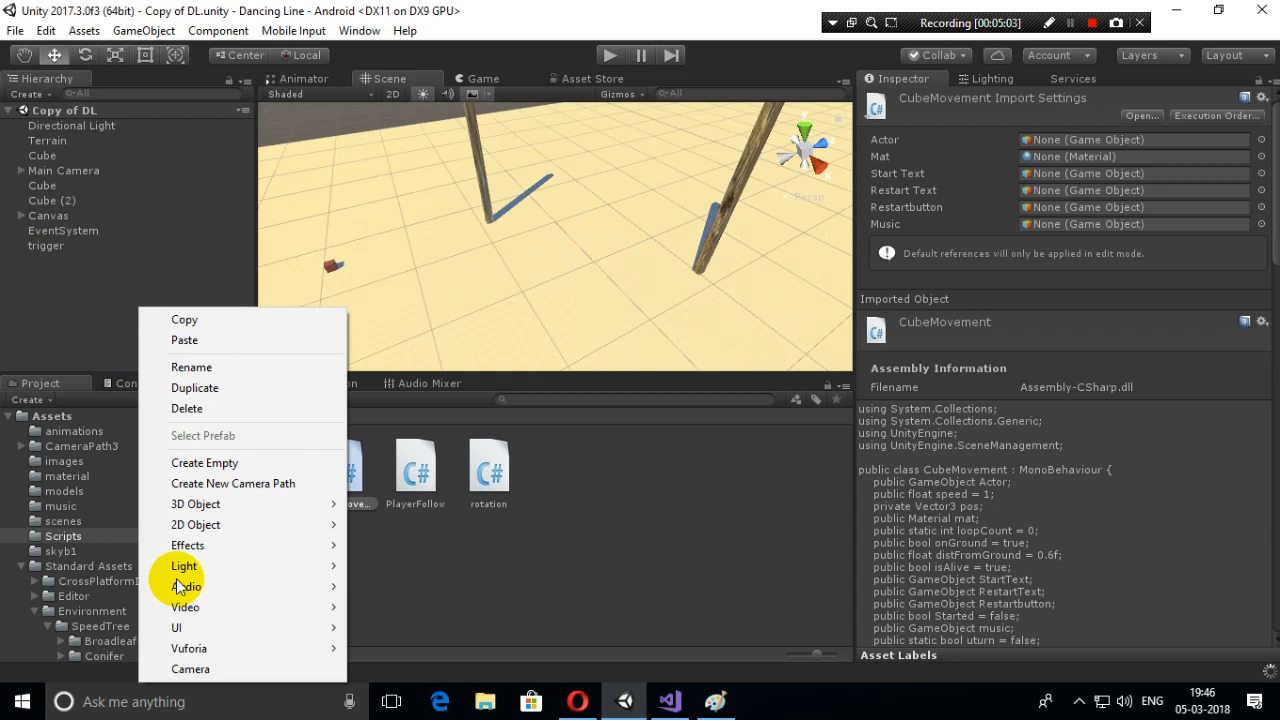 Unity 2017.3.0f3 (64bit) - Copy of DL.unity - Dancing Line - Android <DX11 on DX9 GPU>
Recording [00:05:03]
File Edit Assets GameObject Component Mobile Input Window Help
Center Local Collab Account Layers Layout
Hierarchy Animator Scene Game Asset Store Inspector Lighting Services
Create All Shaded 2D Gizmos All
CubeMovement Import Settings
Open... Execution Order...
Copy of DL
Directional Light
Terrain
Cube
Main Camera
Cube
Cube (2)
Canvas
EventSystem
trigger
y
Persp
Actor None (Game Object)
Mat None (Material)
Start Text None (Game Object)
Restart Text None (Game Object)
Restartbutton None (Game Object)
Music None (Game Object)
Default references will only be applied in edit mode.
Imported Object
CubeMovement
Assembly Information
Filename Assembly-CSharp.dll
using System.Collections;
using System.Collections.Generic;
using UnityEngine;
using UnityEngine.SceneManagement;
public class CubeMovement : MonoBehaviour {
public GameObject Actor;
public float speed = 1;
private Vector3 pos;
public Material mat;
public static int loopCount = 0;
public bool onGround = true;
public float distFromGround = 0.6f;
public bool isAlive = true;
public GameObject StartText;
public GameObject RestartText;
public GameObject Restartbutton;
public bool Started = false;
public GameObject music;
public static bool uturn = false;
Asset Labels
Copy
Paste
Rename
Duplicate
Delete
Select Prefab
Create Empty
Create New Camera Path
3D Object
2D Object
Effects
Light
Audio
Video
UI
Vuforia
Camera
Project Con Audio Mixer
Create
Assets
animations
CameraPath3
images
material
models
music
scenes
Scripts
skyb1
Standard Assets
CrossPlatformI
Editor
Environment
SpeedTree
Broadleaf
Conifer
C# C# C#
ove... PlayerFollow rotation
Ask me anything
ENG
19:46
05-03-2018